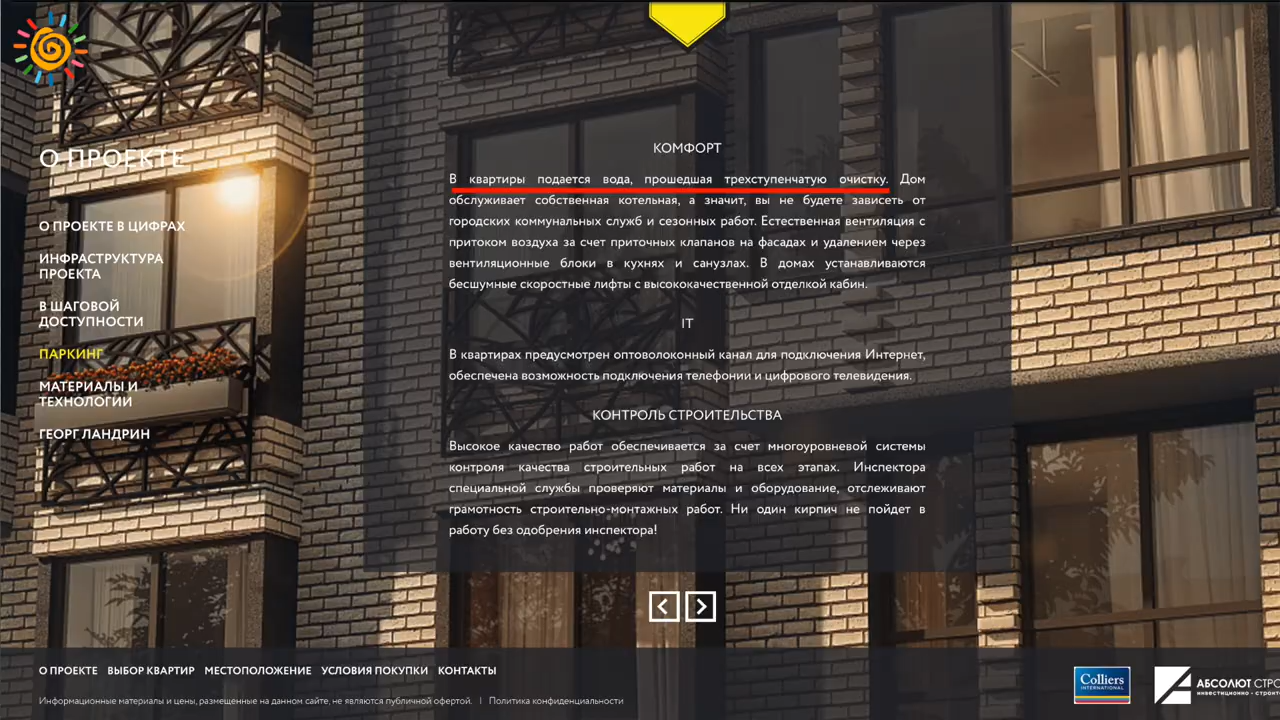 О ПРОЕКТЕ
О ПРОЕКТЕ В ЦИФРАХ
ИНФРАСТРУКТУРА
ПРОЕКТА
В ШАГОВОЙ
ДОСТУПНОСТИ
ПАРКИНГ
МАТЕРИАЛЫ И
ТЕХНОЛОГИИ
ГЕОРГ ЛАНДРИН
КОМФОРТ
В квартиры подается вода, прошедшая трехступенчатую очистку. Дом
обслуживает собственная котельная, а значит, вы не будете зависеть от
городских коммунальных служб и сезонных работ. Естественная вентиляция с
притоком воздуха за счет приточных клапанов на фасадах и удалением через
вентиляционные блоки в кухнях и санузлах. В домах устанавливаются
бесшумные скоростные лифты с высококачественной отделкой кабин.
IT
В квартирах предусмотрен оптоволоконный канал для подключения Интернет,
обеспечена возможность подключения телефонии и цифрового телевидения.
КОНТРОЛЬ СТРОИТЕЛЬСТВА
Высокое качество работ обеспечивается за счет многоуровневой системы
контроля качества строительных работ на всех этапах. Инспектора
специальной службы проверяют материалы и оборудование, отслеживают
грамотность строительно-монтажных работ. Ни один кирпич не пойдет в
работу без одобрения инспектора!
О ПРОЕКТЕ ВЫБОР КВАРТИР МЕСТОПОЛОЖЕНИЕ УСЛОВИЯ ПОКУПКИ КОНТАКТЫ
Информационные материалы и цены, размещенные на данном сайте, не являются публичной офертой. | Политика конфиденциальности
Colliers
INTERNATIONAL
АБСОЛЮТ СТРО
инвестиционно - строите